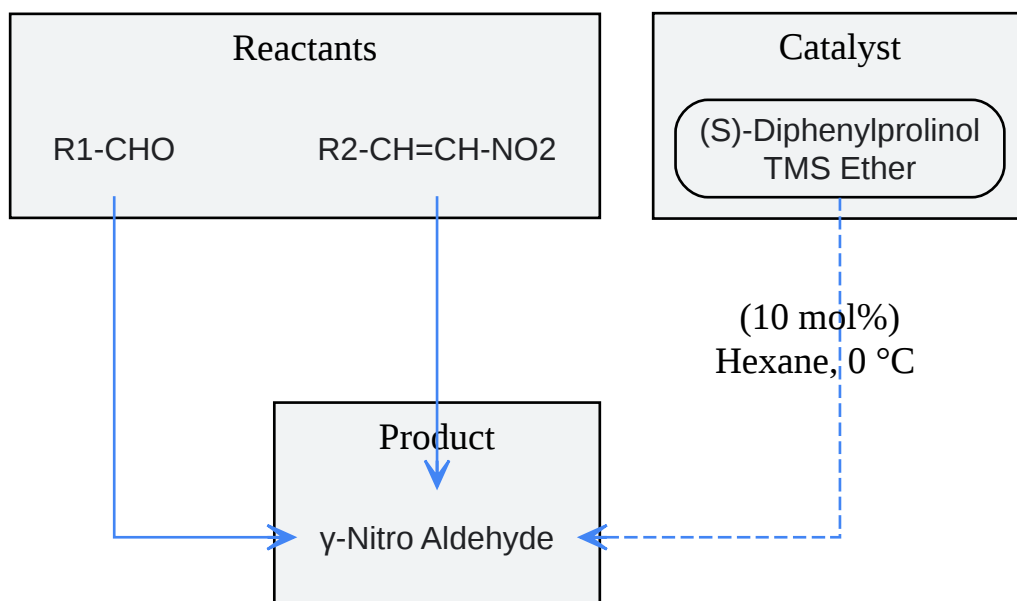 Reactants
R1-CHO
R2-CH=CH-NO2
Catalyst
(S)-Diphenylprolinol
TMS Ether
(10 mol%)
Hexane, 0 °C
Product
γ-Nitro Aldehyde